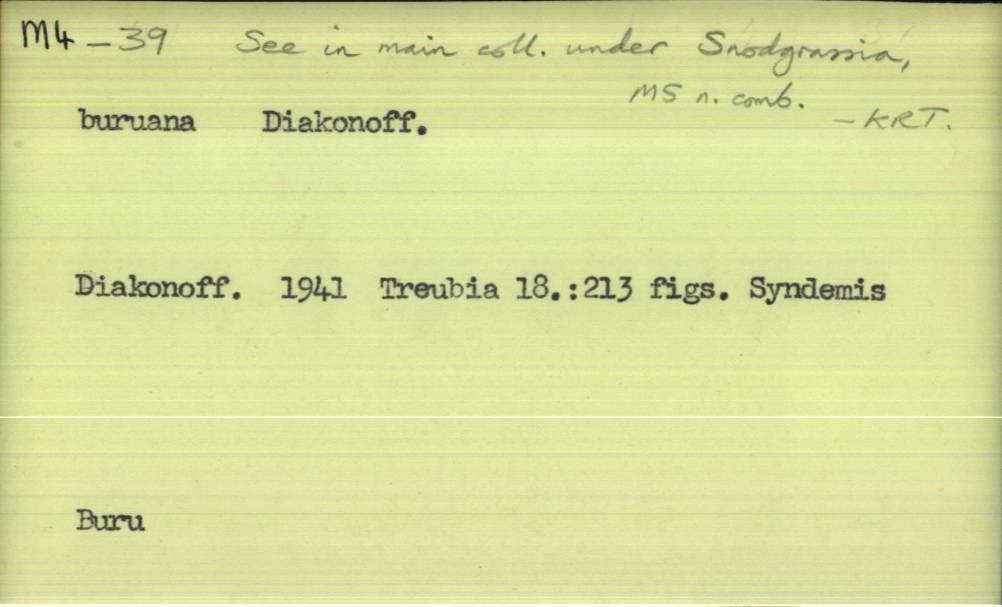 M4 - 39 See in main coll. under Snodgrassia,
MS n. comb.
- KRT.
buruana Diakonoff.
Diakonoff. 1941 Treubia 18.:213 figs. Syndemis
Buru